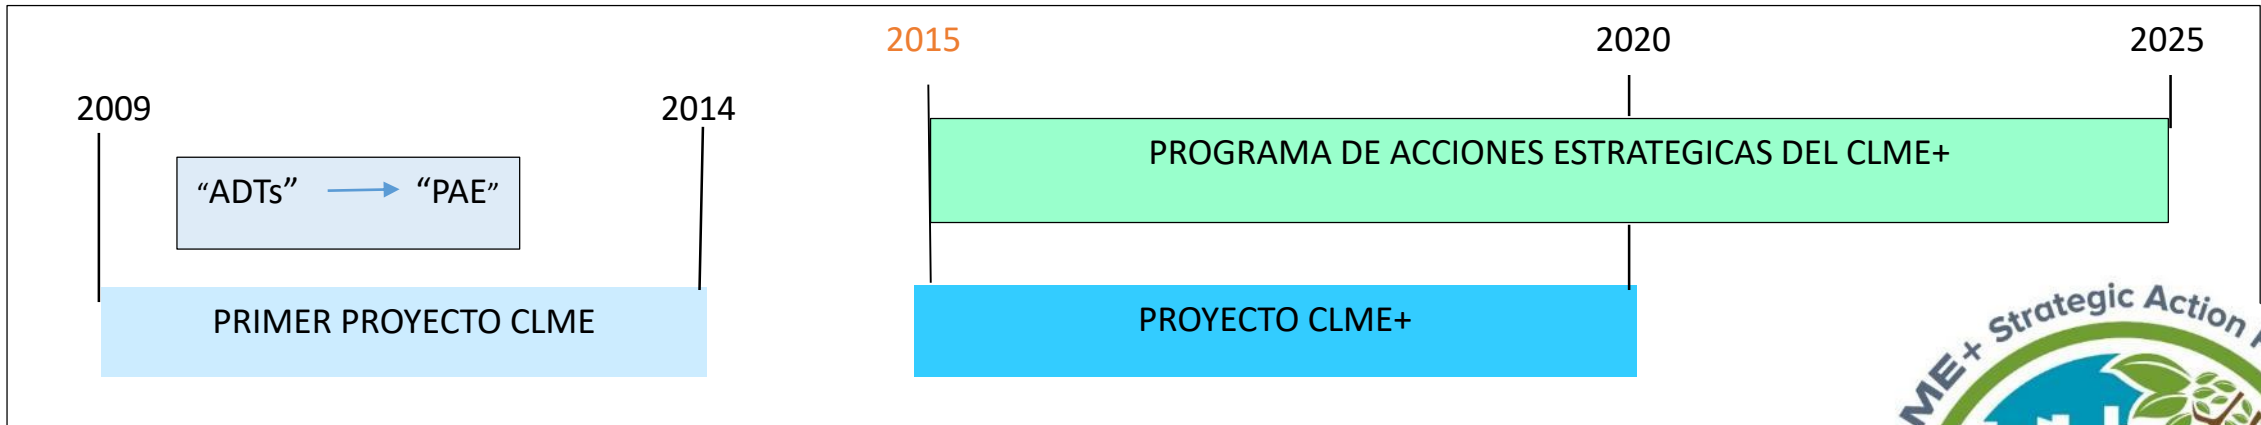 2015
2020
2025
2009
2014
PROGRAMA DE ACCIONES ESTRATEGICAS DEL CLME+
“ADTs” “PAE”
PRIMER PROYECTO CLME
PROYECTO CLME+
ME+ Strategic Action